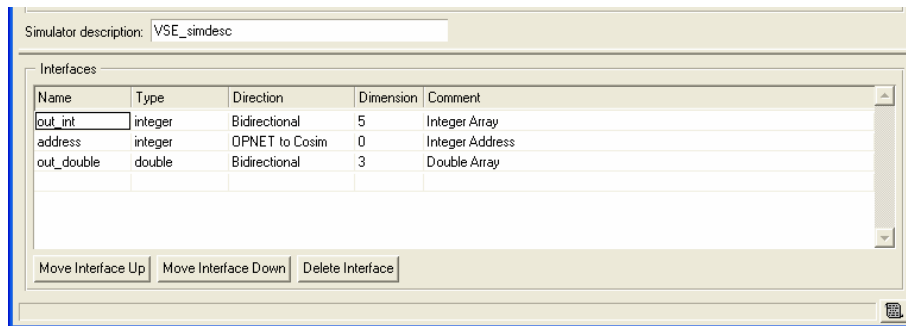 Simulator description: VSE_simdesc
Interfaces
Name Type Direction Dimension Comment
out_int integer Bidirectional 5 Integer Array
address integer OPNET to Cosim 0 Integer Address
out_double double Bidirectional 3 Double Array
Move Interface Up Move Interface Down Delete Interface